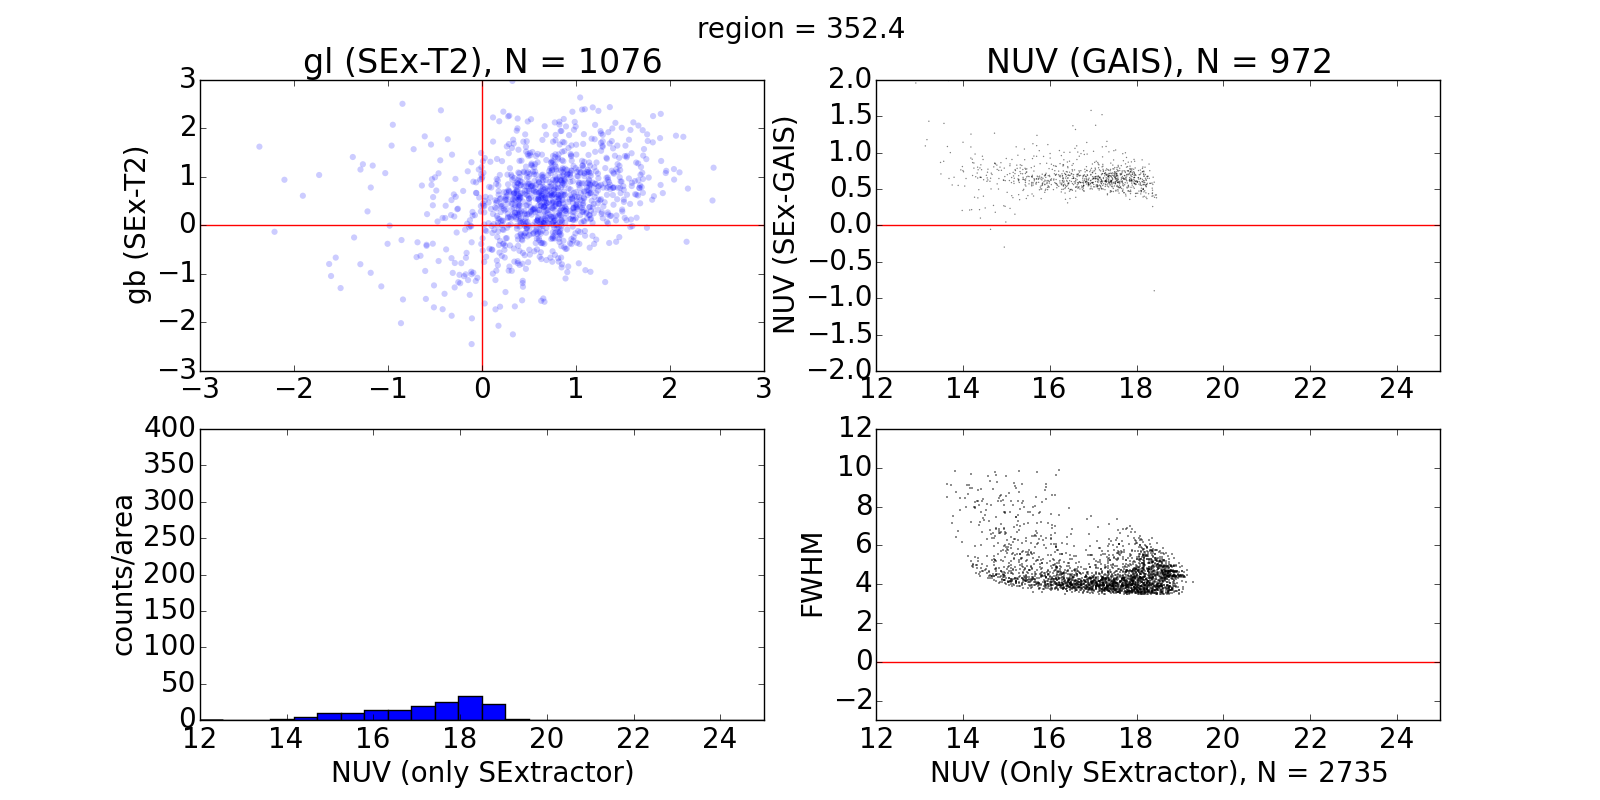 region = 352.4
gl (SEx-T2), N = 1076
NUV (GAIS), N = 972
gb (SEx-T2)
3
2
1
0
−1
−2
−3
−3 −2 −1 0 1 2 3
NUV (SEx-GAIS)
2.0
1.5
1.0
0.5
0.0
−0.5
−1.0
−1.5
−2.0
12 14 16 18 20 22 24
counts/area
400
350
300
250
200
150
100
50
0
12 14 16 18 20 22 24
NUV (only SExtractor)
FWHM
12
10
8
6
4
2
0
−2
12 14 16 18 20 22 24
NUV (Only SExtractor), N = 2735